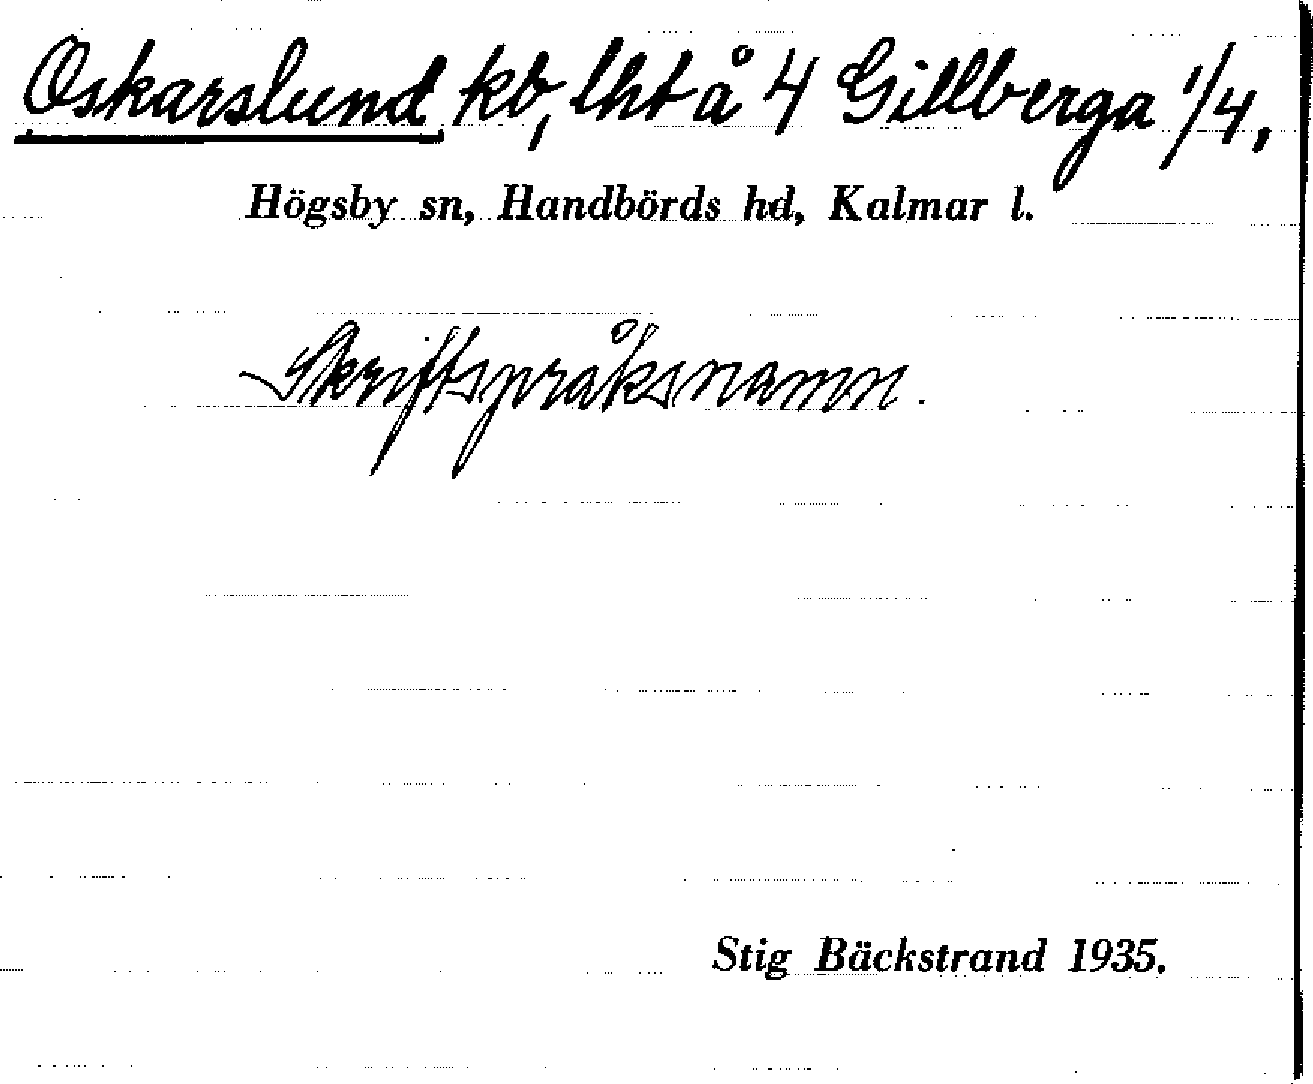 Oskarslund kb, lht å 4 Gillberga 1/4,
Högsby sn, Handbörds hd, Kalmar l.
Skriftspråksnamn.
Stig Bäckstrand 1935.